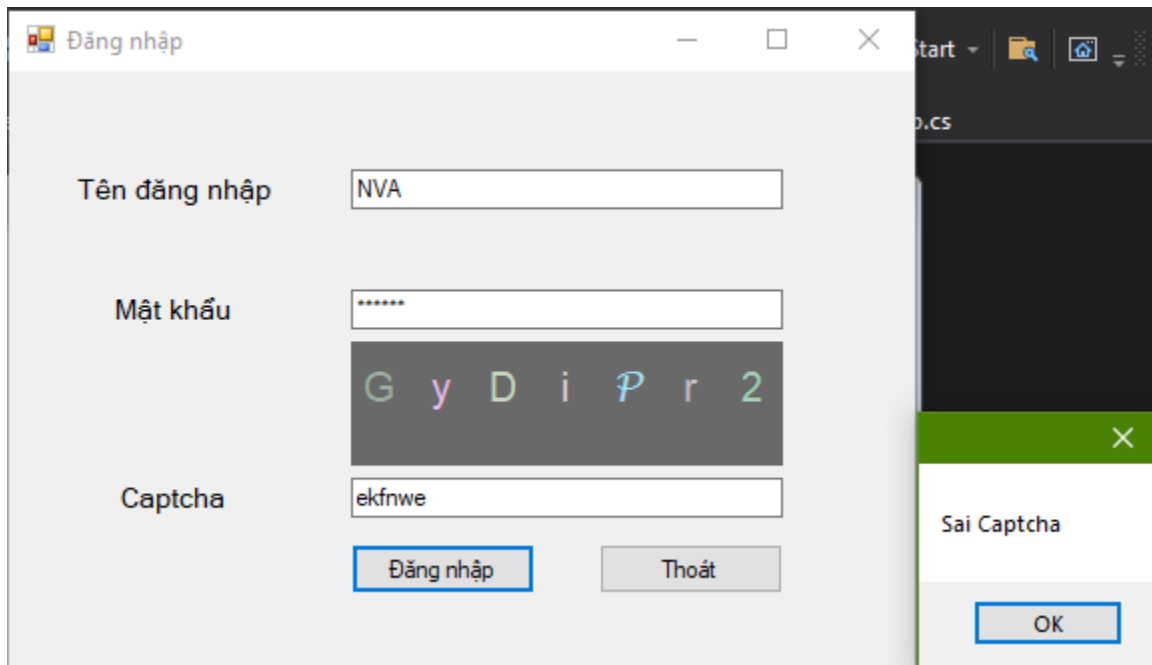 Đăng nhập
Start
.cs
Tên đăng nhập NVA
Mật khẩu ******
G y D i P r 2
Captcha ekfnwe
Đăng nhập Thoát
Sai Captcha
OK